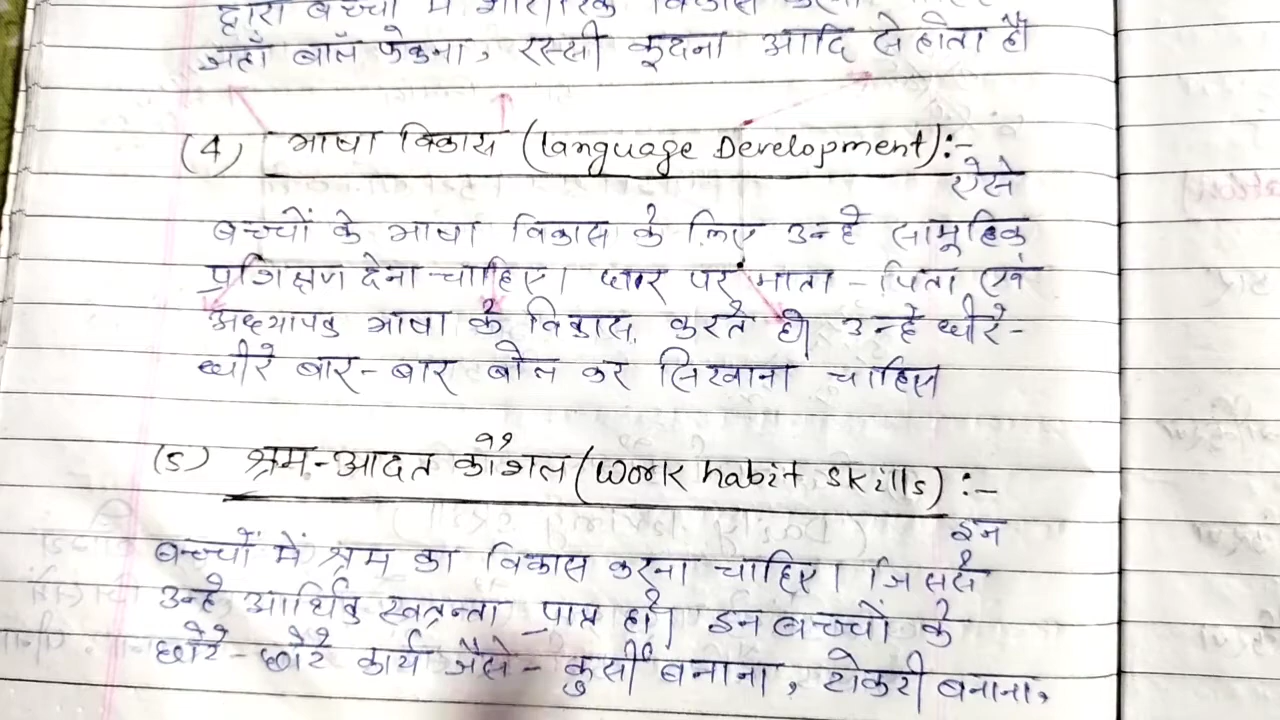 द्वारा बच्चों में शारीरिक विकास
जहाँ बॉल फेकना, रस्सी कूदना आदि से होता है
(4) भाषा विकास (Language Development):-
ऐसे
बच्चों के भाषा विकास के लिए उन्हे सामूहिक
प्रशिक्षण देना चाहिए। घर पर माता - पिता एवं
अध्यापक भाषा के विकास करते है। उन्हे धीरे-
धीरे बार-बार बोल कर सिखाना चाहिए
(5) श्रम-आदत कौशल (work habit skills) :-
इन
बच्चों में श्रम का विकास करना चाहिए। जिससे
उन्हे आर्थिक स्वतन्त्रता प्राप्त हो। इन बच्चों के
छोटे-छोटे कार्य जैसे - कुर्सी बनाना, टोकरी बनाना,